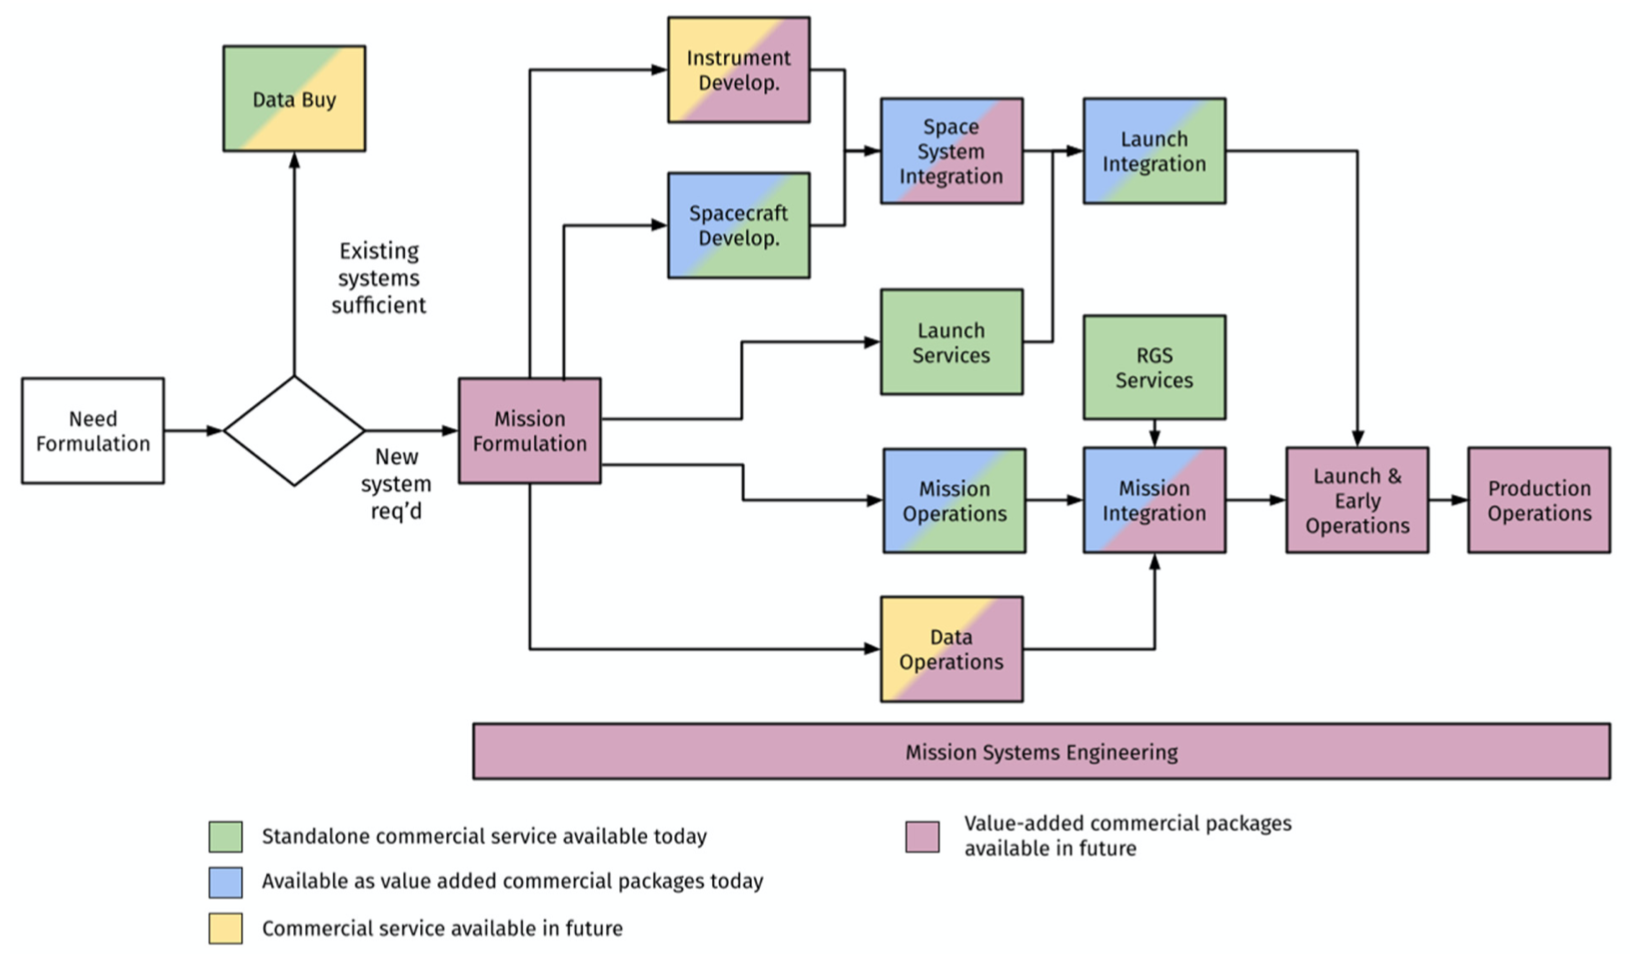 Instrument
Develop.
Data Buy
Space
System
Integration
Launch
Integration
Spacecraft
Develop.
Existing
systems
sufficient
Launch
Services
RGS
Services
Need
Formulation
New
system
req'd
Mission
Formulation
Mission
Operations
Mission
Integration
Launch &
Early
Operations
Production
Operations
Data
Operations
Mission Systems Engineering
Standalone commercial service available today
Available as value added commercial packages today
Commercial service available in future
Value-added commercial packages
available in future